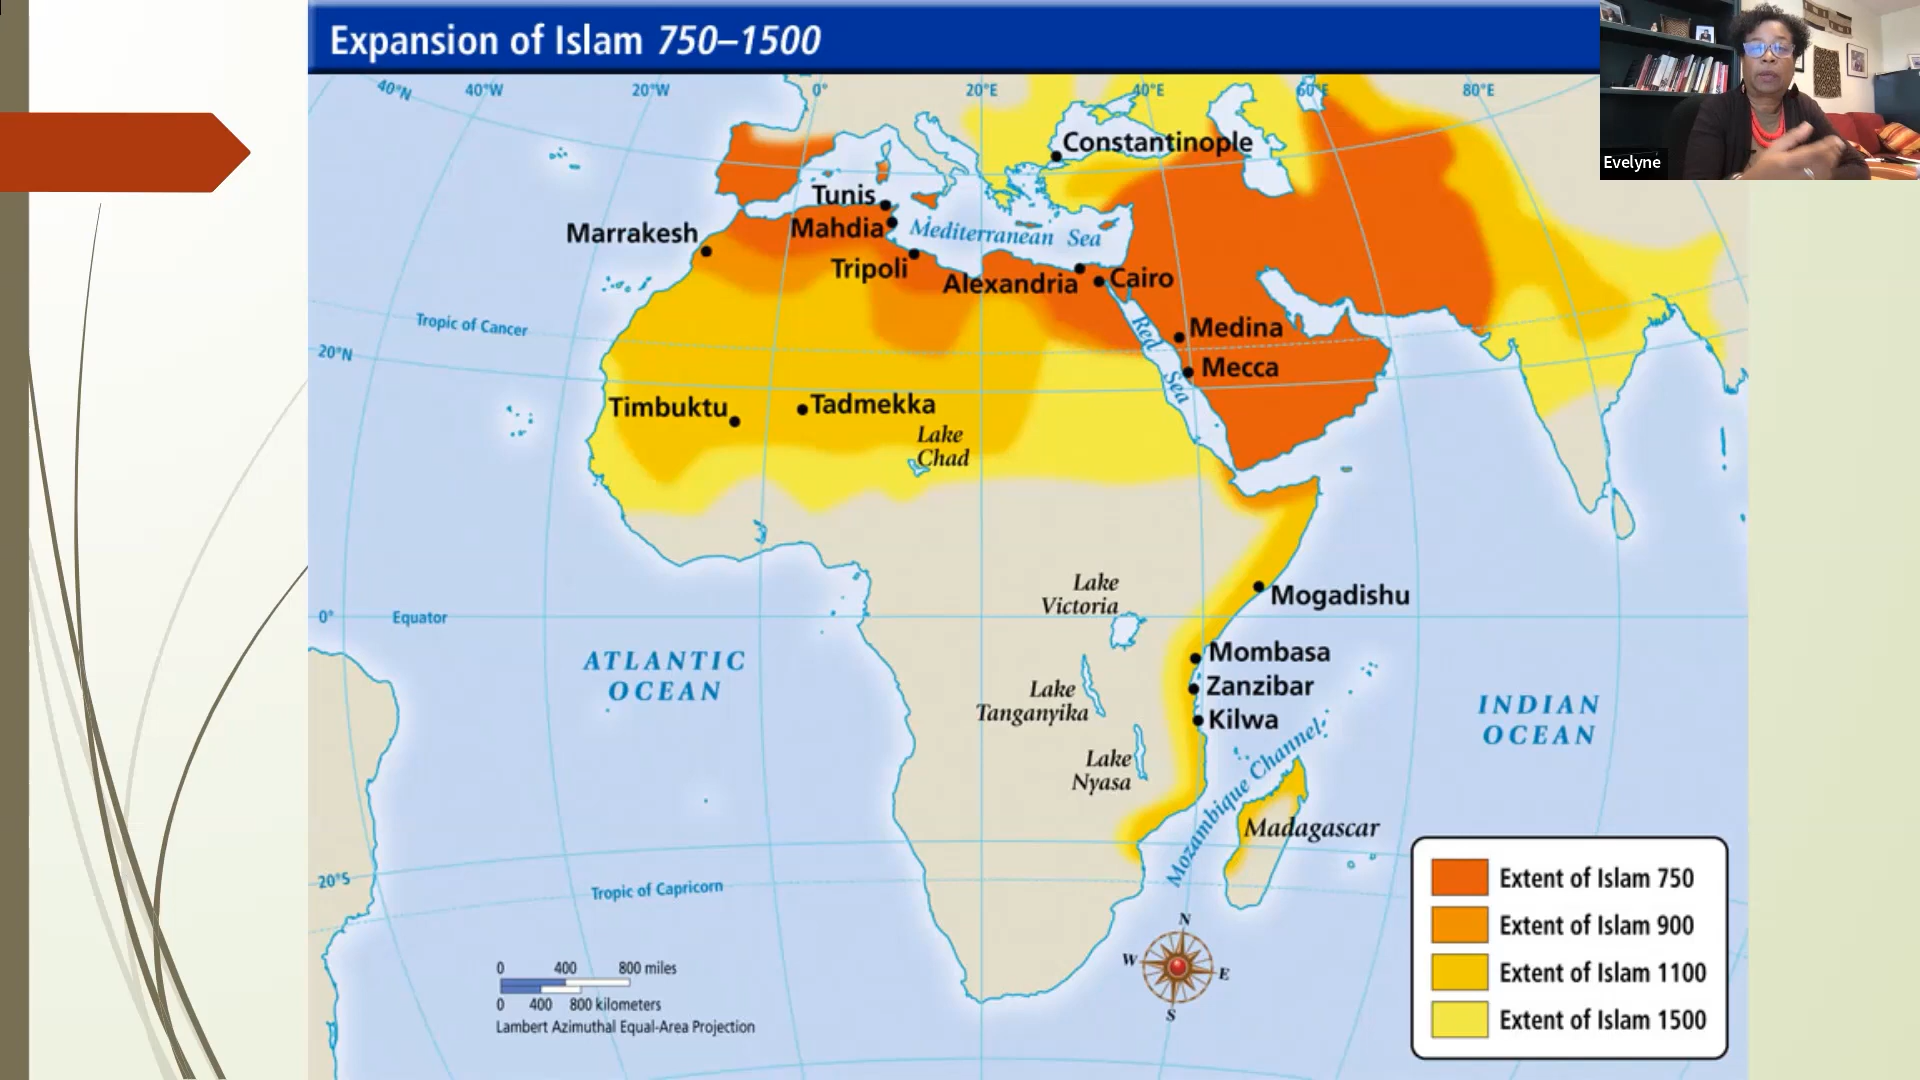 Expansion of Islam 750–1500
40°N
40°W
20°W
0°
20°E
40°E
60°E
80°E
Evelyne
Constantinople
Tunis
Mahdia
Mediterranean Sea
Marrakesh
Tripoli
Alexandria
Cairo
Tropic of Cancer
Red
Sea
Medina
20°N
Mecca
Timbuktu
Tadmekka
Lake
Chad
Lake
Victoria
Mogadishu
0°
Equator
ATLANTIC
OCEAN
Mombasa
Zanzibar
Kilwa
Lake
Tanganyika
INDIAN
OCEAN
Lake
Nyasa
Mozambique Channel
Madagascar
20°S
Tropic of Capricorn
N
W
E
S
0 400 800 miles
0 400 800 kilometers
Lambert Azimuthal Equal-Area Projection
Extent of Islam 750
Extent of Islam 900
Extent of Islam 1100
Extent of Islam 1500